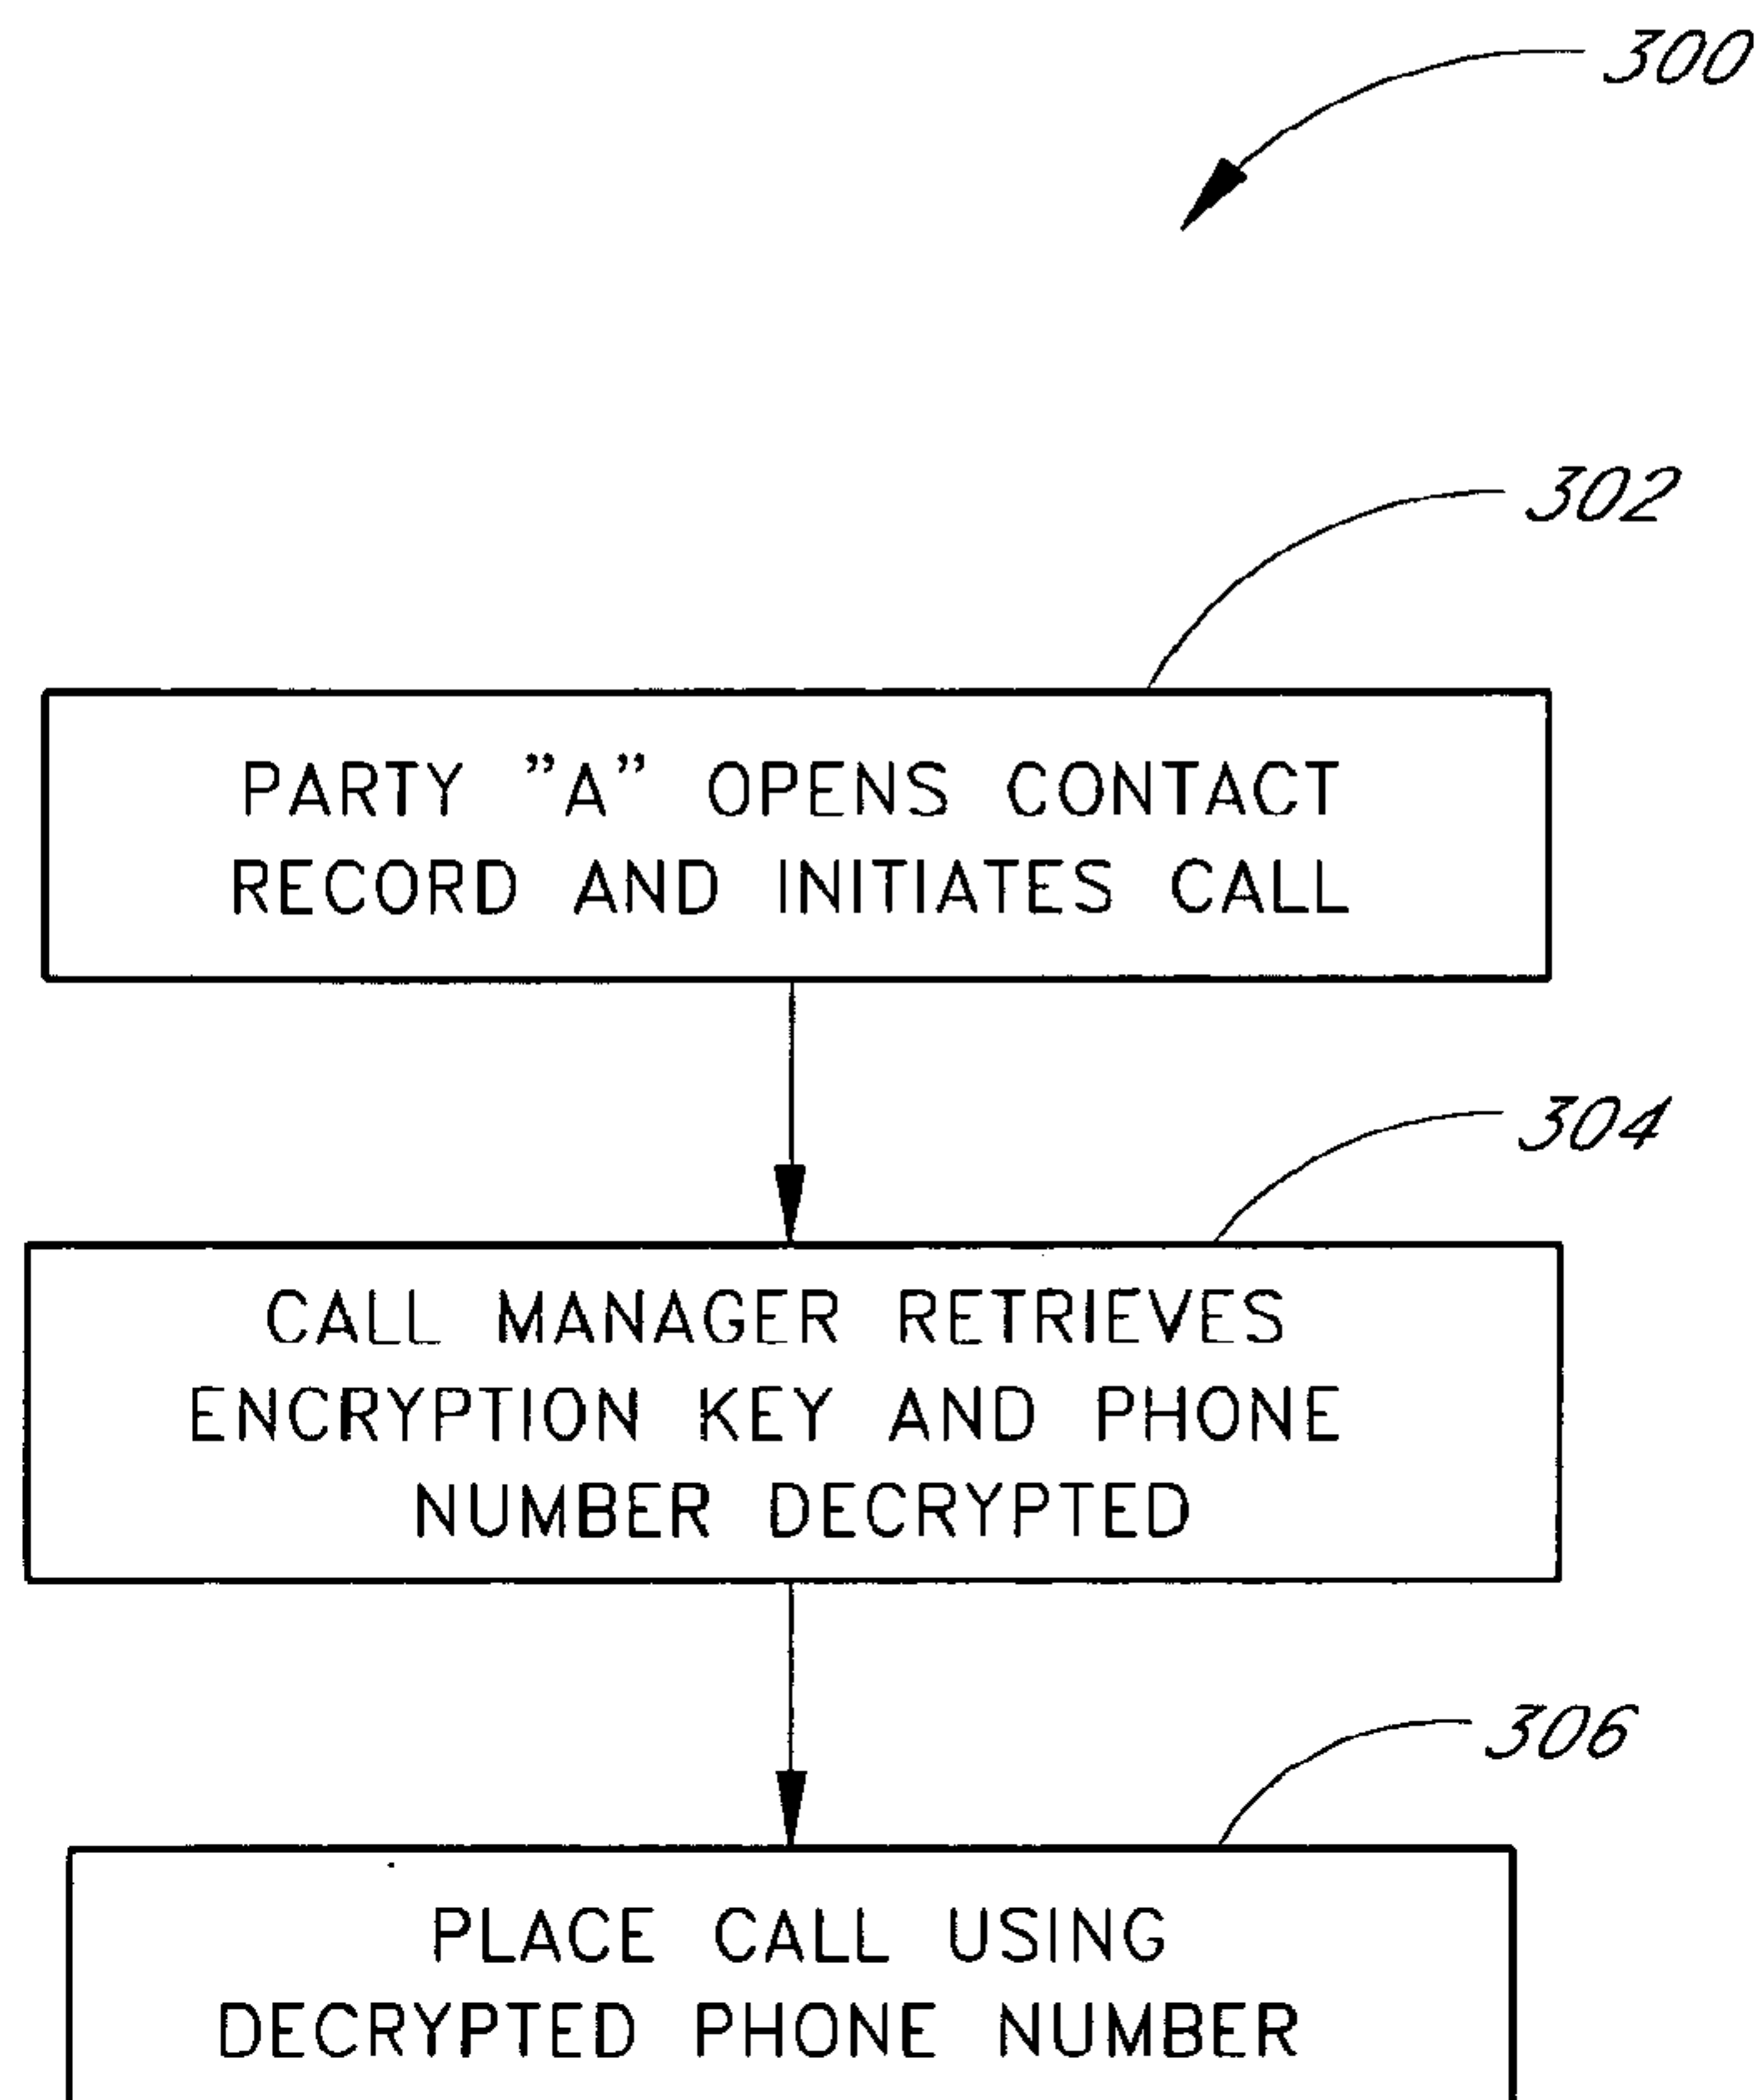 300
302
PARTY ”A” OPENS CONTACT
RECORD AND INITIATES CALL
304
CALL MANAGER RETRIEVES
ENCRYPTION KEY AND PHONE
NUMBER DECRYPTED
306
PLACE CALL USING
DECRYPTED PHONE NUMBER